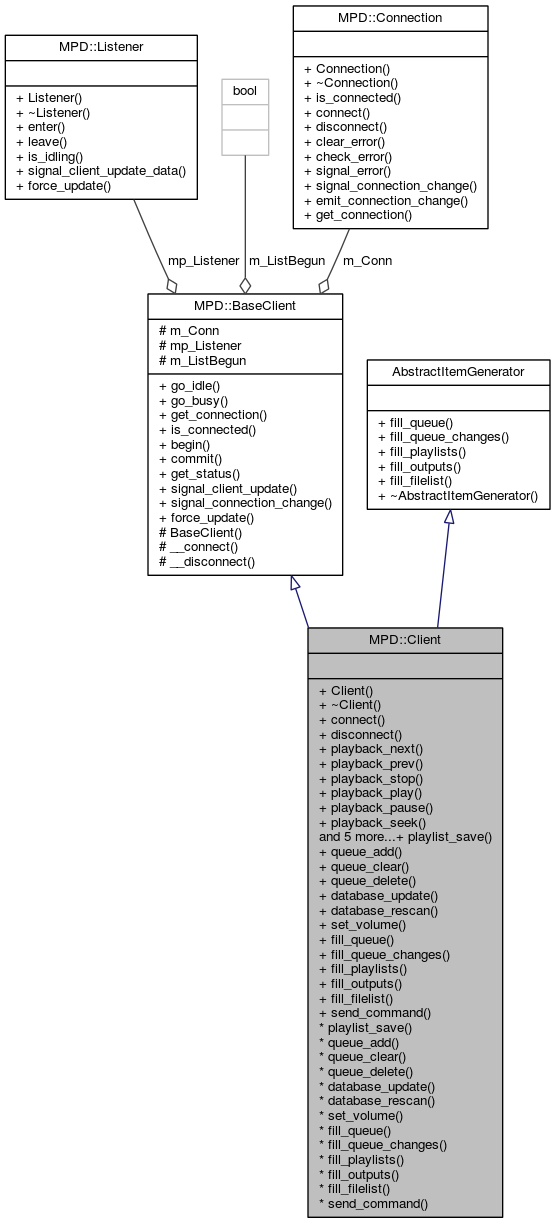 MPD::Listener
+ Listener()
+ ~Listener()
+ enter()
+ leave()
+ is_idling()
+ signal_client_update_data()
+ force_update()
bool
MPD::Connection
+ Connection()
+ ~Connection()
+ is_connected()
+ connect()
+ disconnect()
+ clear_error()
+ check_error()
+ signal_error()
+ signal_connection_change()
+ emit_connection_change()
+ get_connection()
mp_Listener
m_ListBegun
m_Conn
MPD::BaseClient
# m_Conn
# mp_Listener
# m_ListBegun
+ go_idle()
+ go_busy()
+ get_connection()
+ is_connected()
+ begin()
+ commit()
+ get_status()
+ signal_client_update()
+ signal_connection_change()
+ force_update()
# BaseClient()
# __connect()
# __disconnect()
AbstractItemGenerator
+ fill_queue()
+ fill_queue_changes()
+ fill_playlists()
+ fill_outputs()
+ fill_filelist()
+ ~AbstractItemGenerator()
MPD::Client
+ Client()
+ ~Client()
+ connect()
+ disconnect()
+ playback_next()
+ playback_prev()
+ playback_stop()
+ playback_play()
+ playback_pause()
+ playback_seek()
and 5 more...+ playlist_save()
+ queue_add()
+ queue_clear()
+ queue_delete()
+ database_update()
+ database_rescan()
+ set_volume()
+ fill_queue()
+ fill_queue_changes()
+ fill_playlists()
+ fill_outputs()
+ fill_filelist()
+ send_command()
* playlist_save()
* queue_add()
* queue_clear()
* queue_delete()
* database_update()
* database_rescan()
* set_volume()
* fill_queue()
* fill_queue_changes()
* fill_playlists()
* fill_outputs()
* fill_filelist()
* send_command()